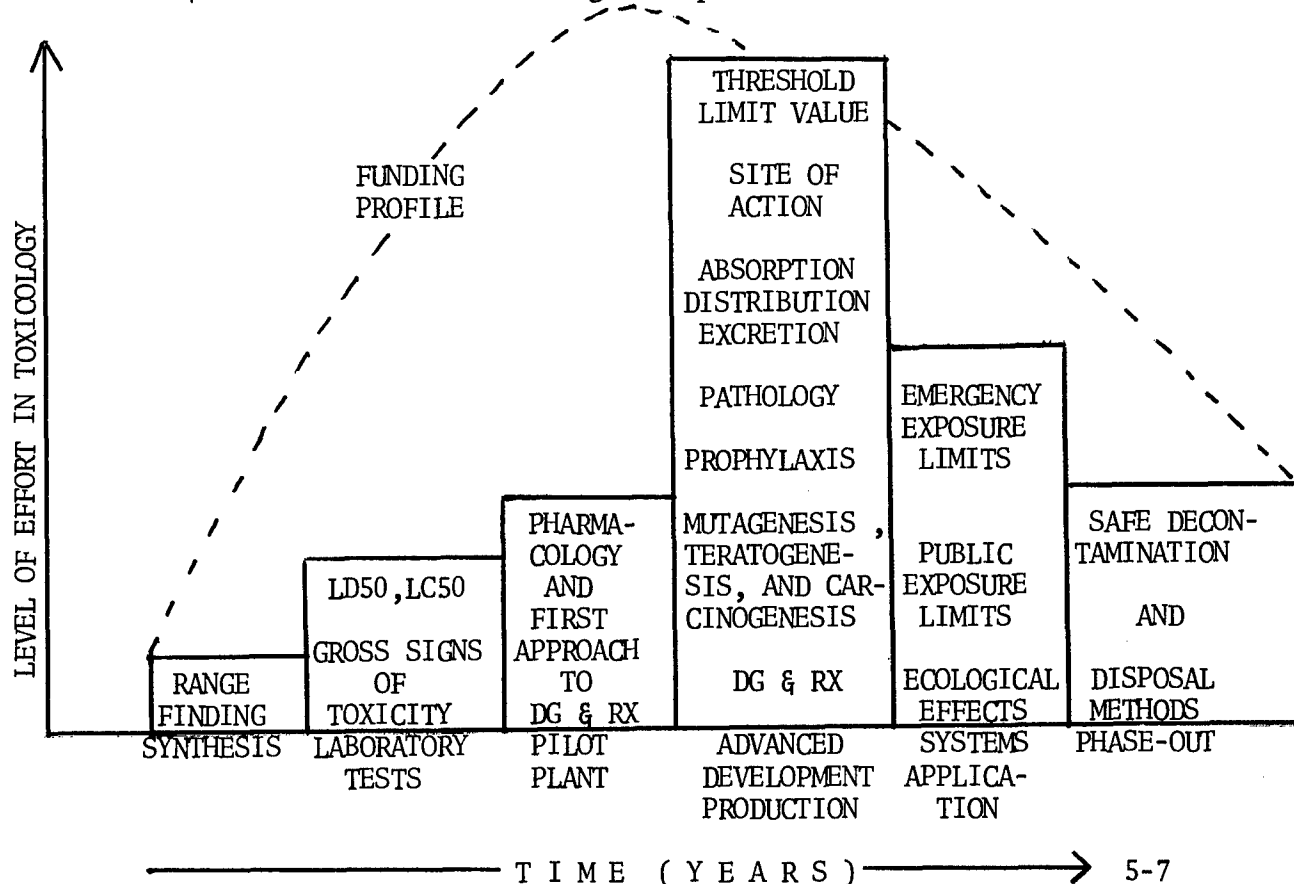 LEVEL OF EFFORT IN TOXICOLOGY
FUNDING
PROFILE
RANGE
FINDING
SYNTHESIS
LD50,LC50
GROSS SIGNS
OF
TOXICITY
LABORATORY
TESTS
PHARMA-
COLOGY
AND
FIRST
APPROACH
TO
DG & RX
PILOT
PLANT
THRESHOLD
LIMIT VALUE
SITE OF
ACTION
ABSORPTION
DISTRIBUTION
EXCRETION
PATHOLOGY
PROPHYLAXIS
MUTAGENESIS ,
TERATOGENE-
SIS, AND CAR-
CINOGENESIS
DG & RX
ADVANCED
DEVELOPMENT
PRODUCTION
EMERGENCY
EXPOSURE
LIMITS
PUBLIC
EXPOSURE
LIMITS
ECOLOGICAL
EFFECTS
SYSTEMS
APPLICA-
TION
SAFE DECON-
TAMINATION
AND
DISPOSAL
METHODS
PHASE-OUT
T I M E ( Y E A R S )
5-7